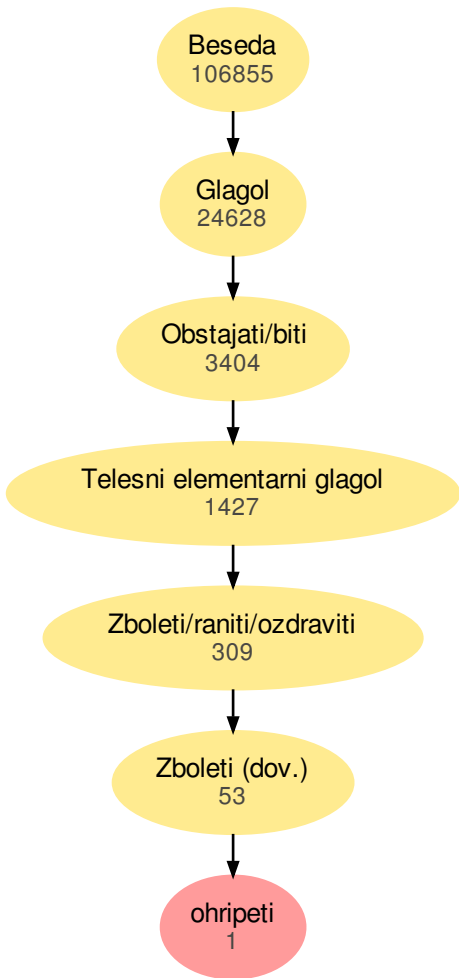 Beseda
106855
Glagol
24628
Obstajati/biti
3404
Telesni elementarni glagol
1427
Zboleti/raniti/ozdraviti
309
Zboleti (dov.)
53
ohripeti
1